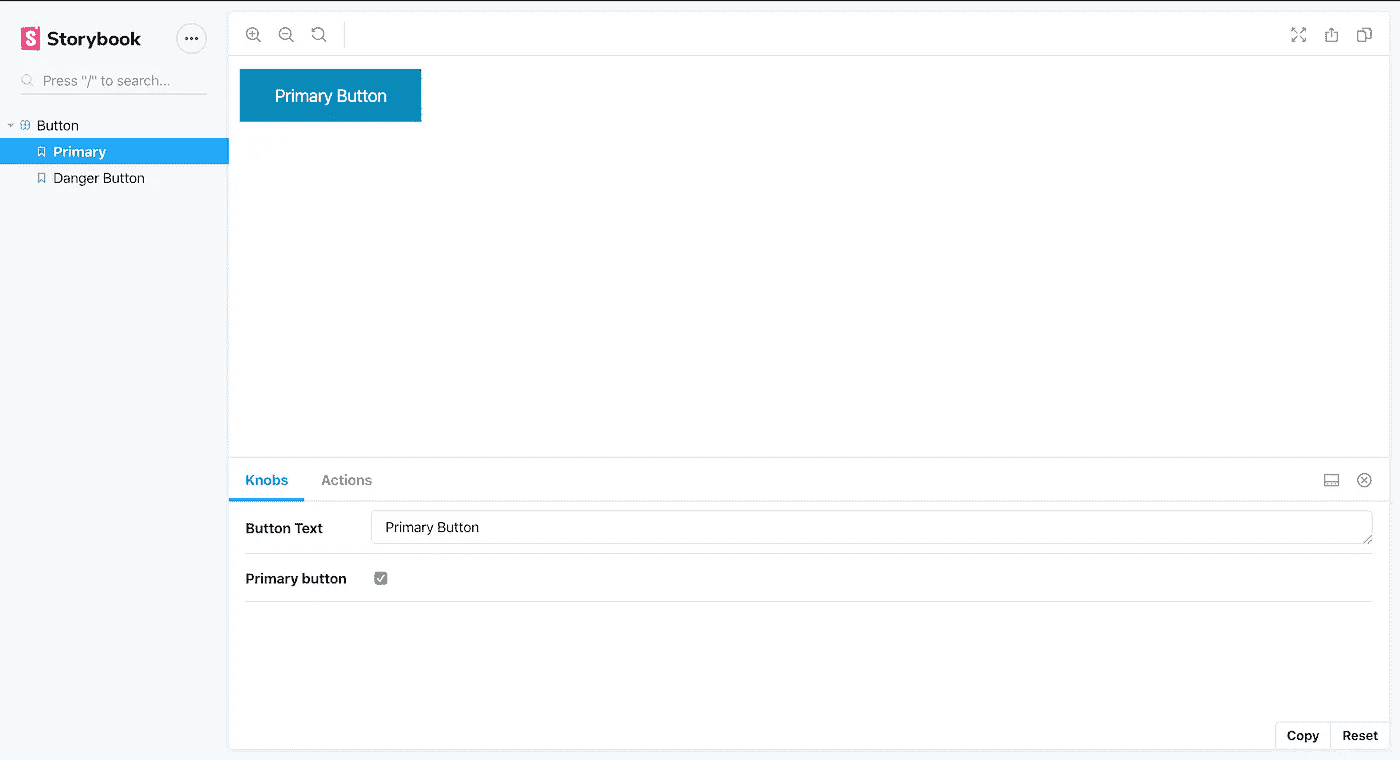 Storybook
Press "/" to search...
Button
Primary
Danger Button
Primary Button
Knobs
Actions
Button Text
Primary Button
Primary button
Copy
Reset